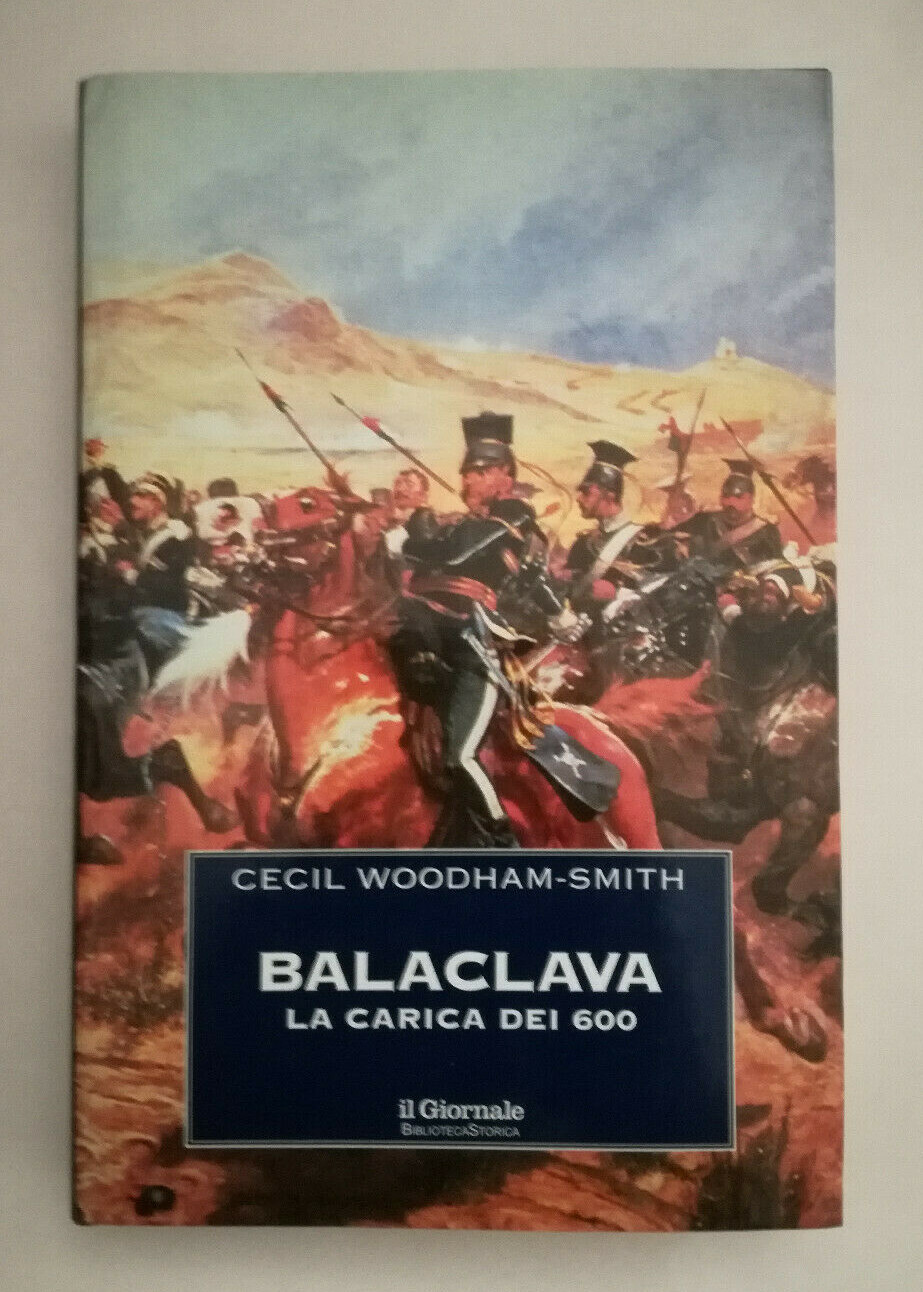 CECIL WOODHAM-SMITH
BALACLAVA
LA CARICA DEI 600
il Giornale
BIBLIOTECASTORICA